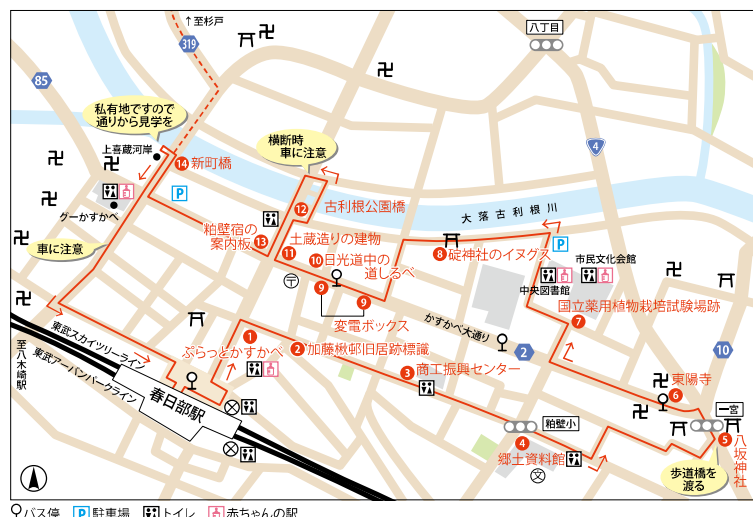 ↑至杉戸
319
85
八丁目
4
私有地ですので
通りから見学を
上喜蔵河岸
14 新町橋
横断時
車に注意
P
グーかすかべ
12 古利根公園橋
大落古利根川
粕壁宿の
案内板 13
車に注意
11 土蔵造りの建物
10 日光道中の
道しるべ
8 碇神社のイヌグス
P
市民文化会館
中央図書館
9
9
変電ボックス
国立薬用植物栽培試験場跡
7
かすかべ大通り
2
10
東武スカイツリーライン
東武アーバンパークライン
至八木崎駅
1
ぷらっとかすかべ
2 加藤楸邨旧居跡標識
3 商工振興センター
東陽寺
6
一宮
春日部駅
粕壁小
4
郷土資料館
文
5 八坂神社
歩道橋を
渡る
バス停 P 駐車場 トイレ 赤ちゃんの駅